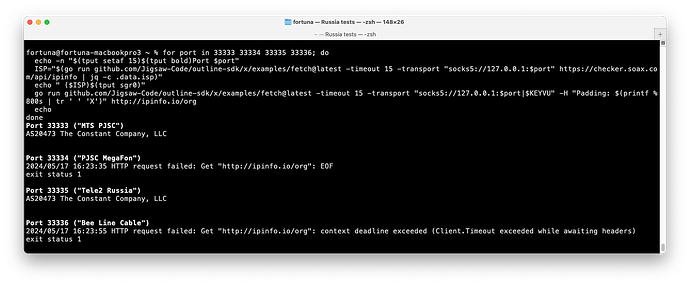 fortuna — Russia tests — -zsh — 148×26
~ — Russia tests — -zsh
fortuna@fortuna-macbookpro3 ~ % for port in 33333 33334 33335 33336; do
echo -n "$(tput setaf 15)$(tput bold)Port $port"
ISP="$(go run github.com/Jigsaw-Code/outline-sdk/x/examples/fetch@latest -timeout 15 -transport "socks5://127.0.0.1:$port" https://checker.soax.co
m/api/ipinfo | jq -c .data.isp)"
echo " ($ISP)$(tput sgr0)"
go run github.com/Jigsaw-Code/outline-sdk/x/examples/fetch@latest -timeout 15 -transport "socks5://127.0.0.1:$port|$KEYVU" -H "Padding: $(printf %
800s | tr ' ' 'X')" http://ipinfo.io/org
echo
done
Port 33333 ("MTS PJSC")
AS20473 The Constant Company, LLC
Port 33334 ("PJSC MegaFon")
2024/05/17 16:23:35 HTTP request failed: Get "http://ipinfo.io/org": EOF
exit status 1
Port 33335 ("Tele2 Russia")
AS20473 The Constant Company, LLC
Port 33336 ("Bee Line Cable")
2024/05/17 16:23:55 HTTP request failed: Get "http://ipinfo.io/org": context deadline exceeded (Client.Timeout exceeded while awaiting headers)
exit status 1